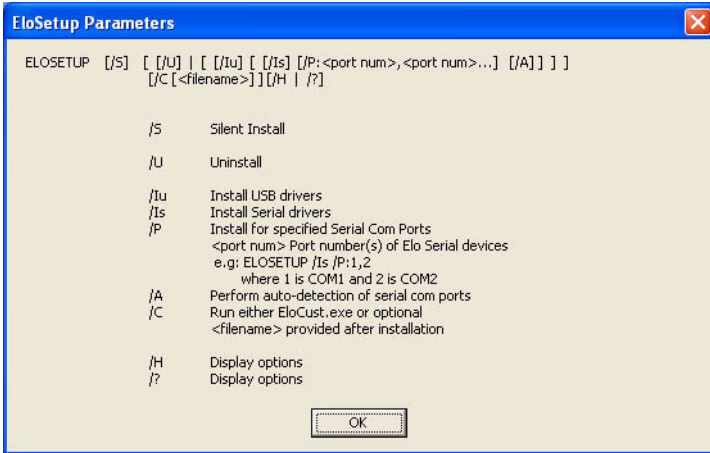 EloSetup Parameters
ELOSETUP [/S] [ [/U] | [ [/Iu] [ [/Is] [/P:<port num>,<port num>...] [/A] ] ] ]
[/C [<filename>] ] [/H | /?]
/S Silent Install
/U Uninstall
/Iu Install USB drivers
/Is Install Serial drivers
/P Install for specified Serial Com Ports
<port num> Port number(s) of Elo Serial devices
e.g: ELOSETUP /Is /P:1,2
where 1 is COM1 and 2 is COM2
/A Perform auto-detection of serial com ports
/C Run either EloCust.exe or optional
<filename> provided after installation
/H Display options
/? Display options
OK